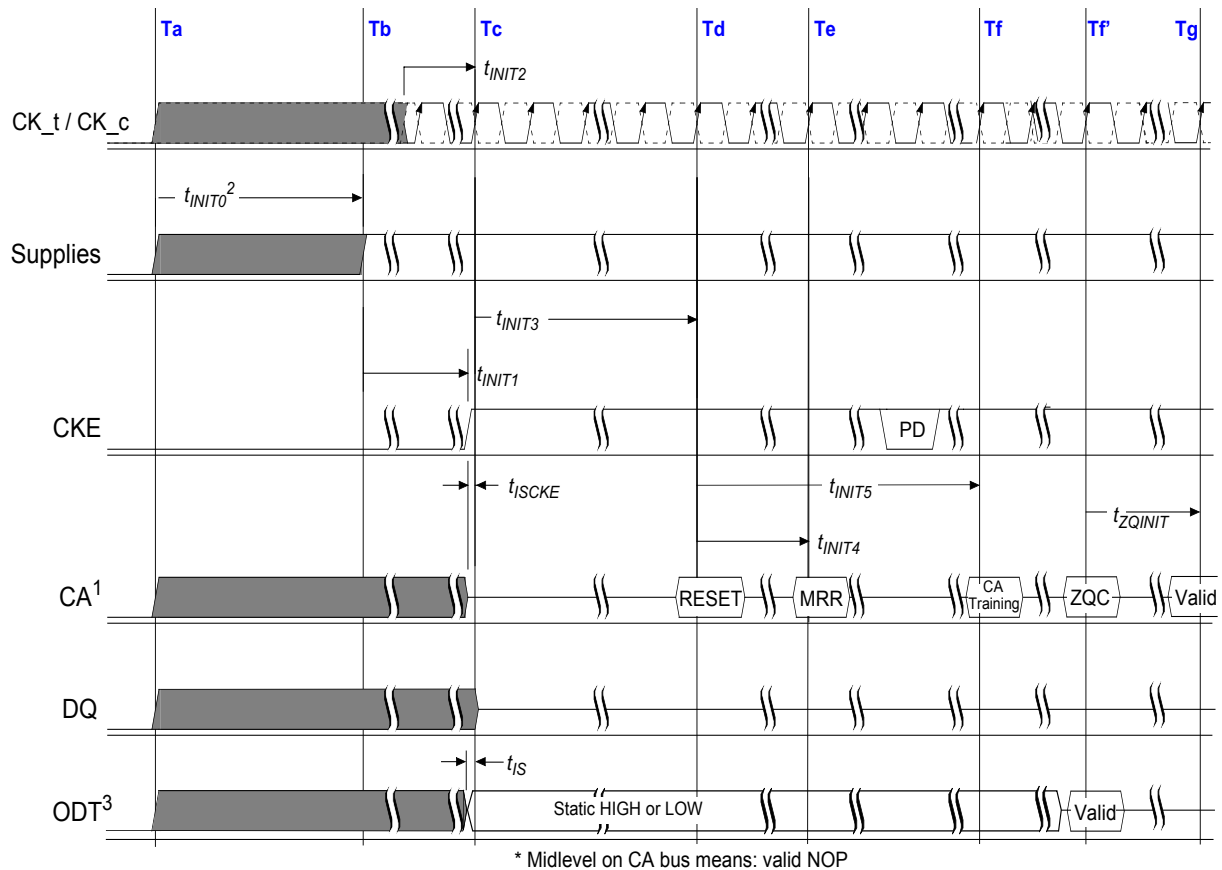 Ta Tb Tc Td Te Tf Tf’ Tg
tINIT2
CK_t / CK_c
tINIT0²
Supplies
tINIT3
tINIT1
CKE
PD
tISCKE
tINIT5
tZQINIT
tINIT4
CA¹
RESET
MRR
CA
Training
ZQC
Valid
DQ
tIS
ODT³
Static HIGH or LOW
Valid
* Midlevel on CA bus means: valid NOP